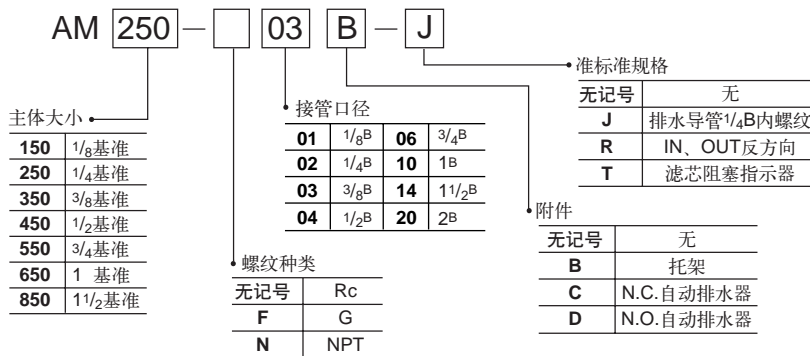 AM 250 — 03 B — J
主体大小
150 1/8基准
250 1/4基准
350 3/8基准
450 1/2基准
550 3/4基准
650 1 基准
850 11/2基准
螺纹种类
无记号 Rc
F G
N NPT
接管口径
01 1/8B 06 3/4B
02 1/4B 10 1B
03 3/8B 14 11/2B
04 1/2B 20 2B
附件
无记号 无
B 托架
C N.C.自动排水器
D N.O.自动排水器
准标准规格
无记号 无
J 排水导管1/4B内螺纹
R IN、OUT反方向
T 滤芯阻塞指示器